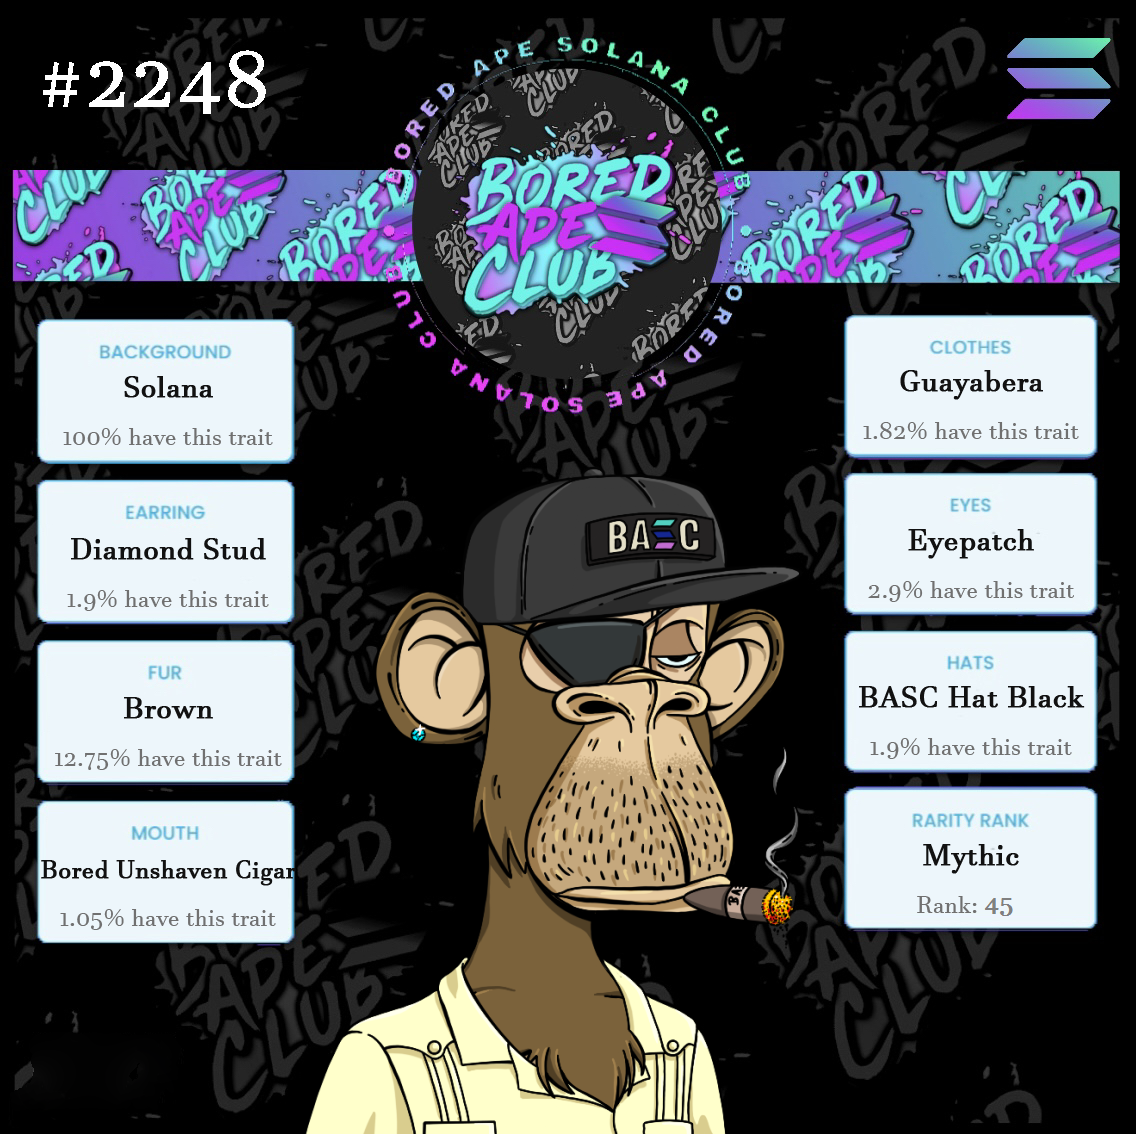 #2248
BORED APE SOLANA CLUB
BORED APE SOLANA CLUB
BORED
APE
CLUB
BACKGROUND
Solana
100% have this trait
EARRING
Diamond Stud
1.9% have this trait
FUR
Brown
12.75% have this trait
MOUTH
Bored Unshaven Cigar
1.05% have this trait
CLOTHES
Guayabera
1.82% have this trait
EYES
Eyepatch
2.9% have this trait
HATS
BASC Hat Black
1.9% have this trait
RARITY RANK
Mythic
Rank: 45
BASC
BAS